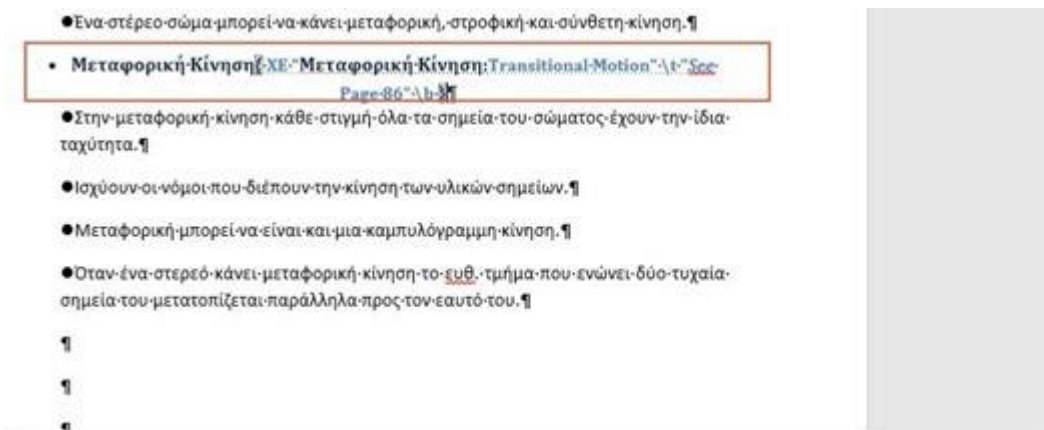 ●Ένα·στέρεο·σώμα·μπορεί·να·κάνει·μεταφορική,·στροφική·και·σύνθετη·κίνηση.¶
• Μεταφορική·Κίνηση{·XE·"Μεταφορική·Κίνηση:Transitional·Motion"·\t·"See·
Page·86"·\b·}¶
●Στην·μεταφορική·κίνηση·κάθε·στιγμή·όλα·τα·σημεία·του·σώματος·έχουν·την·ίδια·
ταχύτητα.¶
●Ισχύουν·οι·νόμοι·που·διέπουν·την·κίνηση·των·υλικών·σημείων.¶
●Μεταφορική·μπορεί·να·είναι·και·μια·καμπυλόγραμμη·κίνηση.¶
●Όταν·ένα·στερεό·κάνει·μεταφορική·κίνηση·το·ευθ.·τμήμα·που·ενώνει·δύο·τυχαία·
σημεία·του·μετατοπίζεται·παράλληλα·προς·τον·εαυτό·του.¶
¶
¶
¶